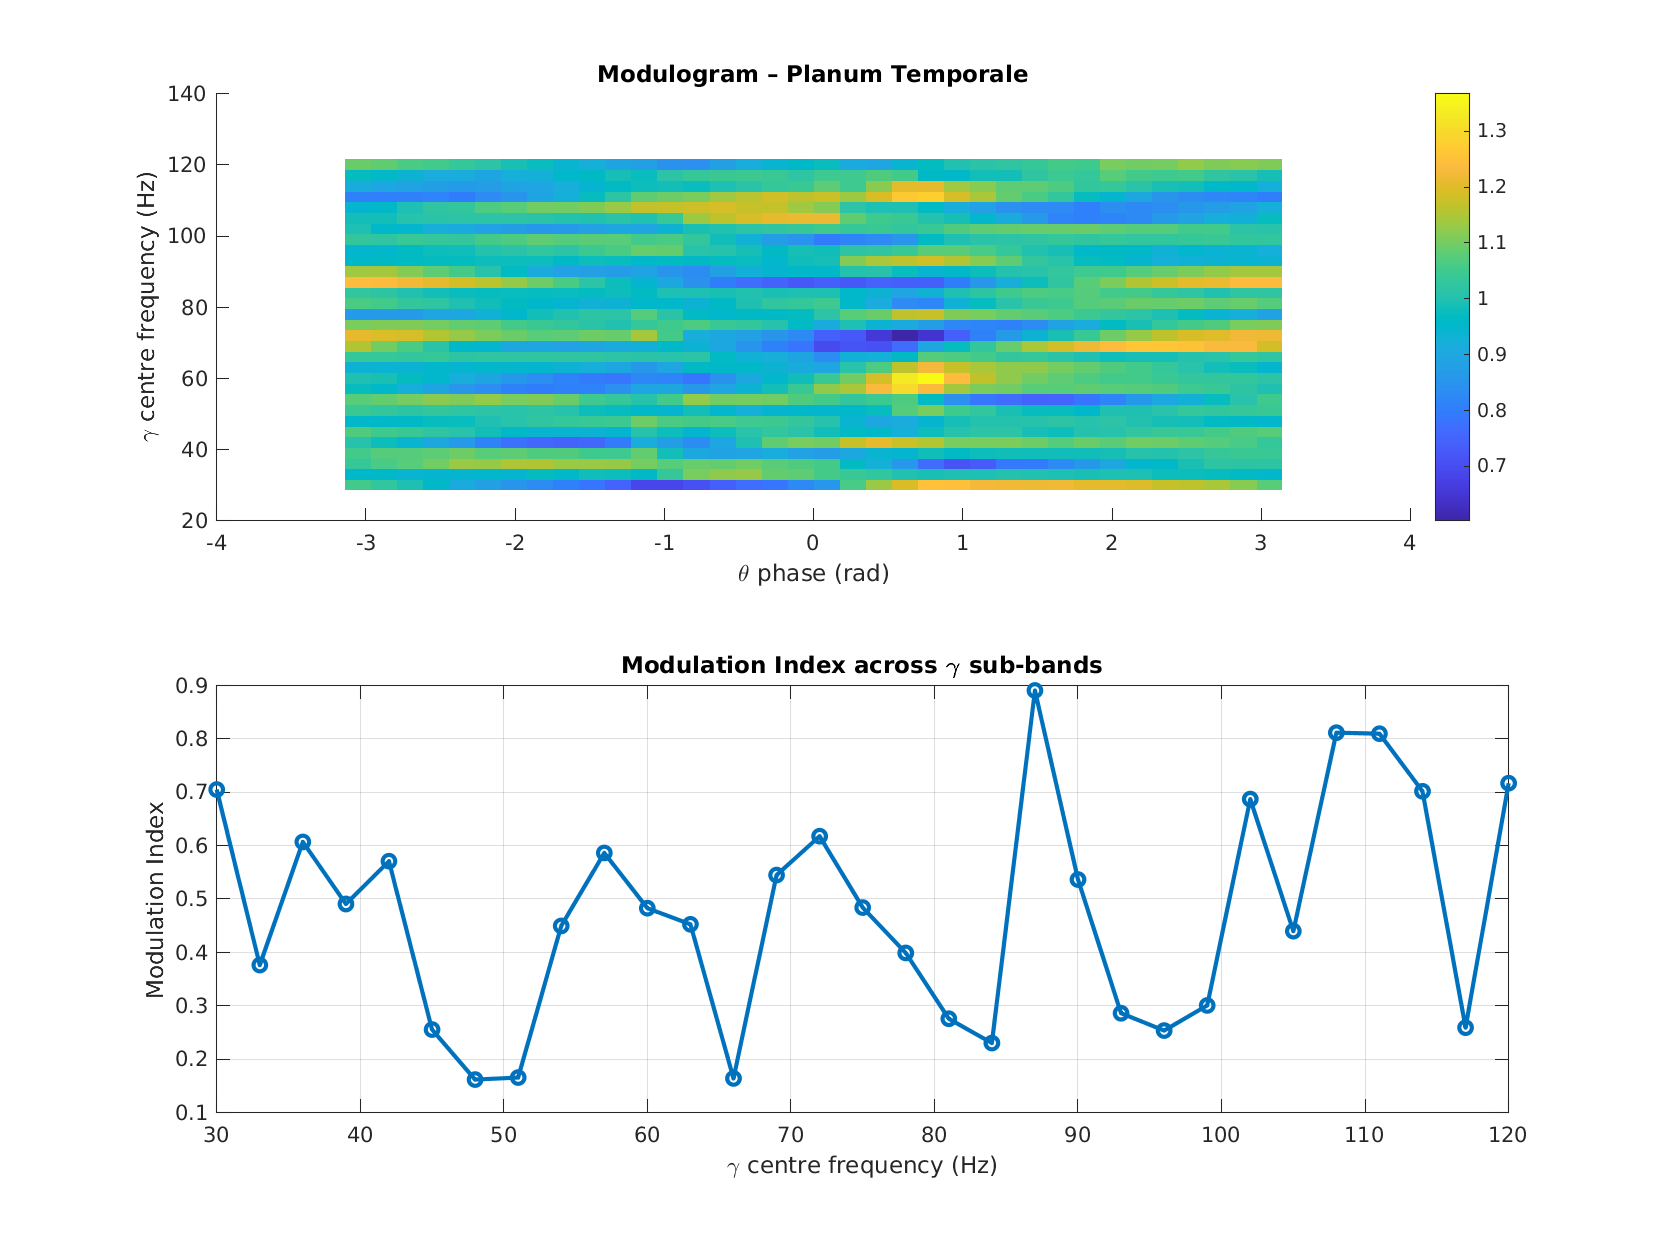 Modulogram – Planum Temporale
140
120
100
80
60
40
20
γ centre frequency (Hz)
-4 -3 -2 -1 0 1 2 3 4
θ phase (rad)
1.3
1.2
1.1
1
0.9
0.8
0.7
Modulation Index across γ sub-bands
0.9
0.8
0.7
0.6
0.5
0.4
0.3
0.2
0.1
Modulation Index
30 40 50 60 70 80 90 100 110 120
γ centre frequency (Hz)